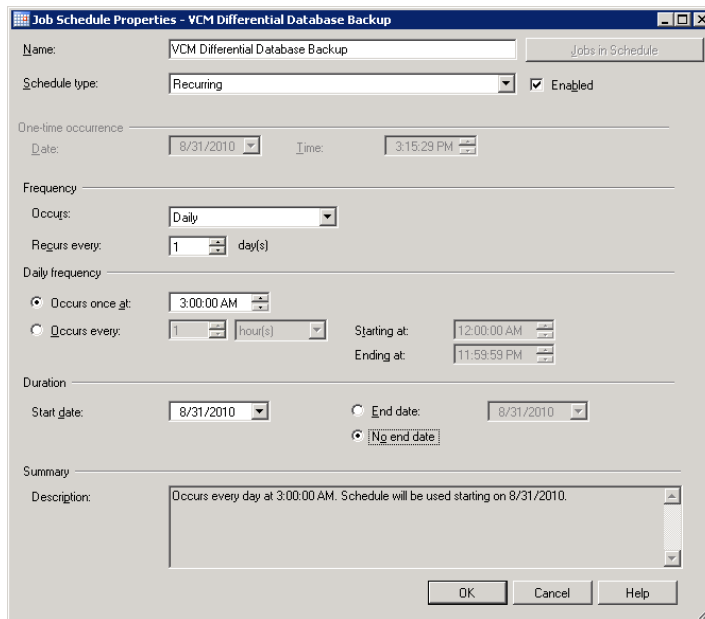 Job Schedule Properties - VCM Differential Database Backup
Name: VCM Differential Database Backup Jobs in Schedule
Schedule type: Recurring Enabled
One-time occurrence
Date: 8/31/2010 Time: 3:15:29 PM
Frequency
Occurs: Daily
Recurs every: 1 day(s)
Daily frequency
Occurs once at: 3:00:00 AM
Occurs every: 1 hour(s) Starting at: 12:00:00 AM
Ending at: 11:59:59 PM
Duration
Start date: 8/31/2010 End date: 8/31/2010
No end date
Summary
Description: Occurs every day at 3:00:00 AM. Schedule will be used starting on 8/31/2010.
OK Cancel Help